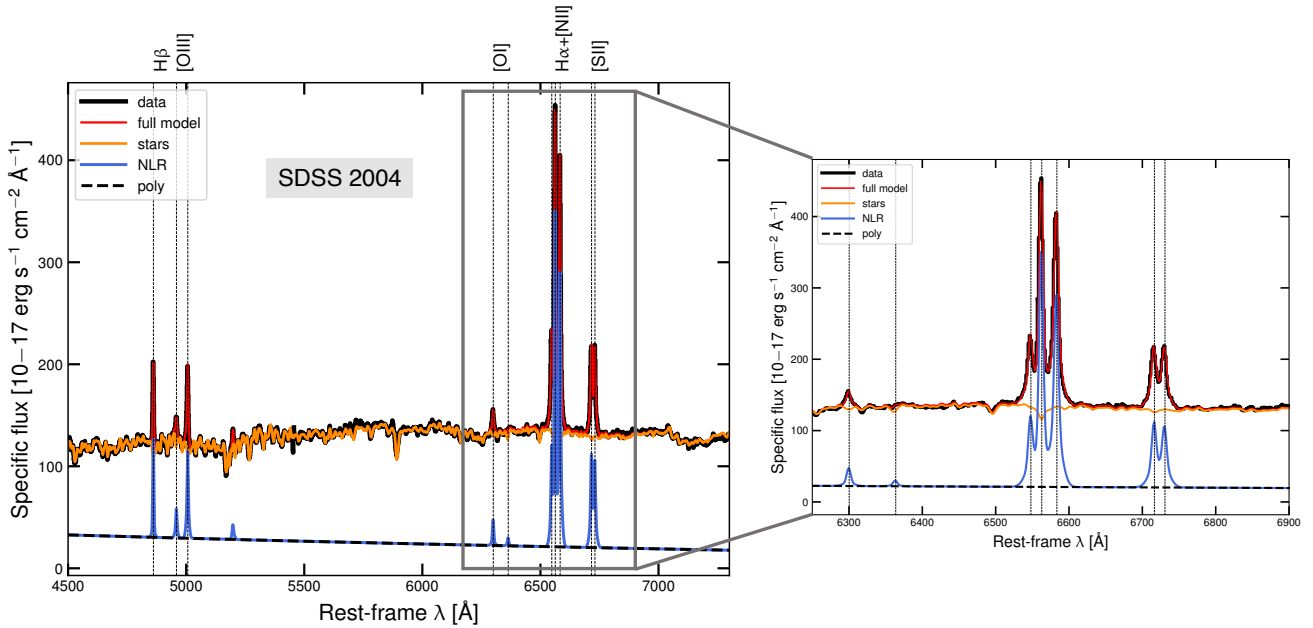 Hβ
[OIII]
[OI]
Hα+[NII]
[SII]
data
full model
stars
NLR
poly
SDSS 2004
400
300
200
100
0
Specific flux [10−17 erg s−1 cm−2 Å−1]
4500
5000
5500
6000
6500
7000
Rest-frame λ [Å]
data
full model
stars
NLR
poly
400
300
200
100
0
Specific flux [10−17 erg s−1 cm−2 Å−1]
6300
6400
6500
6600
6700
6800
6900
Rest-frame λ [Å]